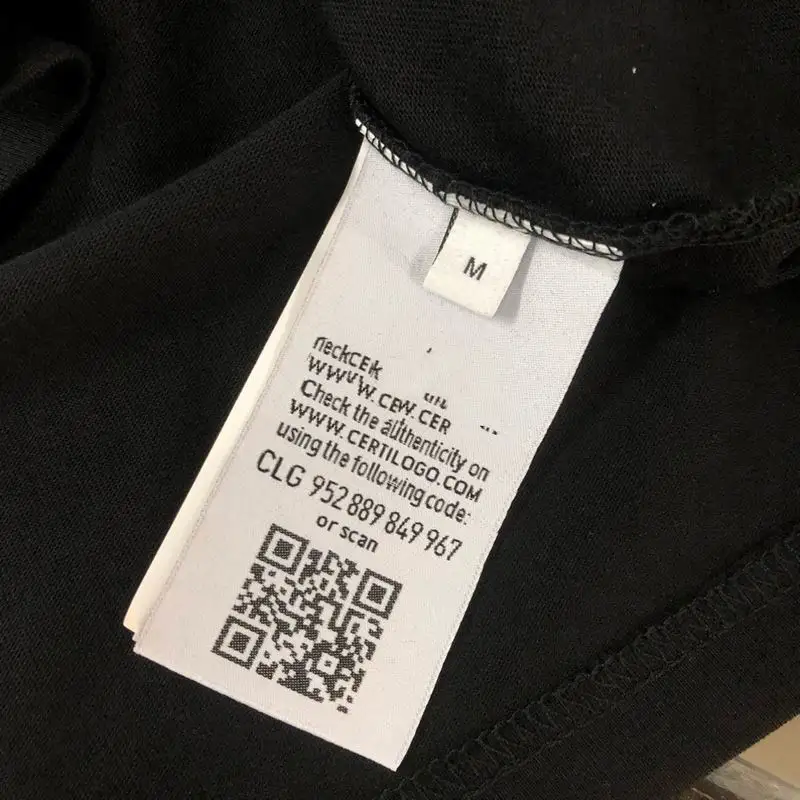 M
neckCEk
WWW.CEW.CER
Check the authenticity on
WWW.CERTILOGO.COM
using the following code:
CLG 952 889 849 967
or scan